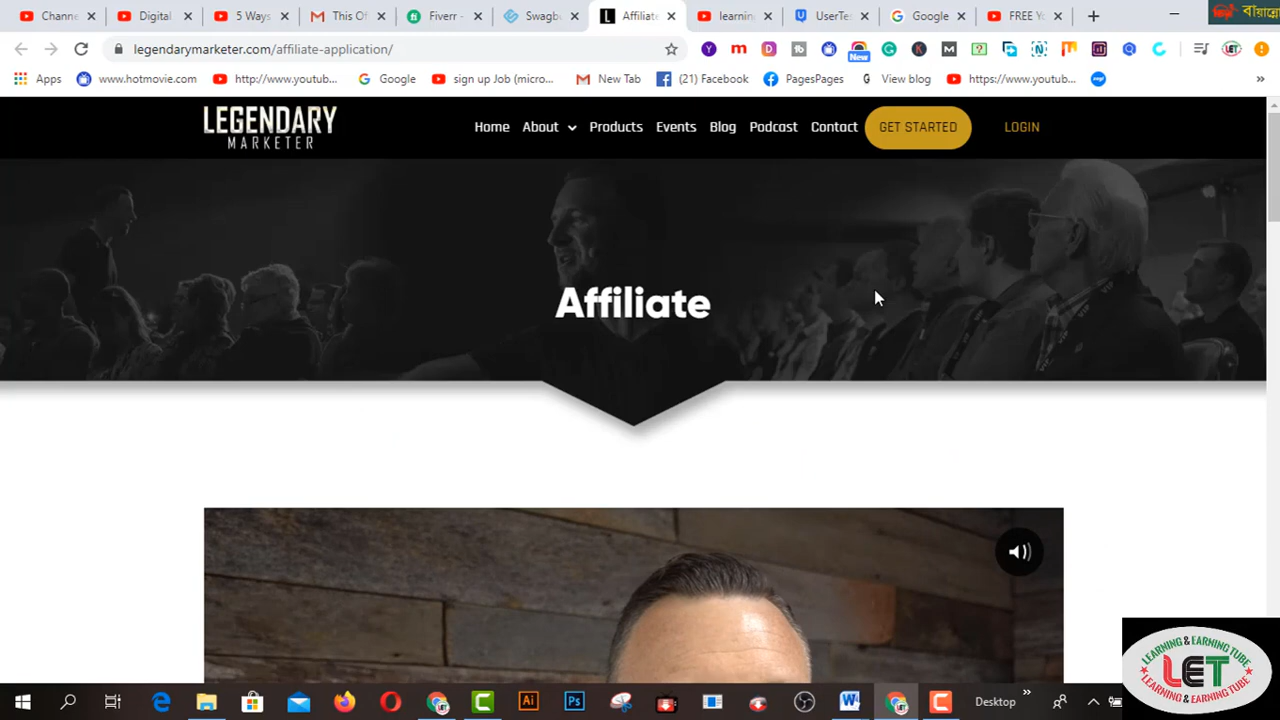 Channe
Digital
5 Ways
This Of
Fiverr -
Swagb
Affiliate
learning
UserTe
Google
FREE Yo
বায়ান্নো
legendarymarketer.com/affiliate-application/
New
Apps
www.hotmovie.com
http://www.youtub...
Google
sign up Job (micro...
New Tab
(21) Facebook
PagesPages
View blog
https://www.youtub...
LEGENDARY
MARKETER
Home
About
Products
Events
Blog
Podcast
Contact
GET STARTED
LOGIN
Affiliate
Desktop
LEARNING & EARNING TUBE
LET
LEARNING & EARNING TUBE